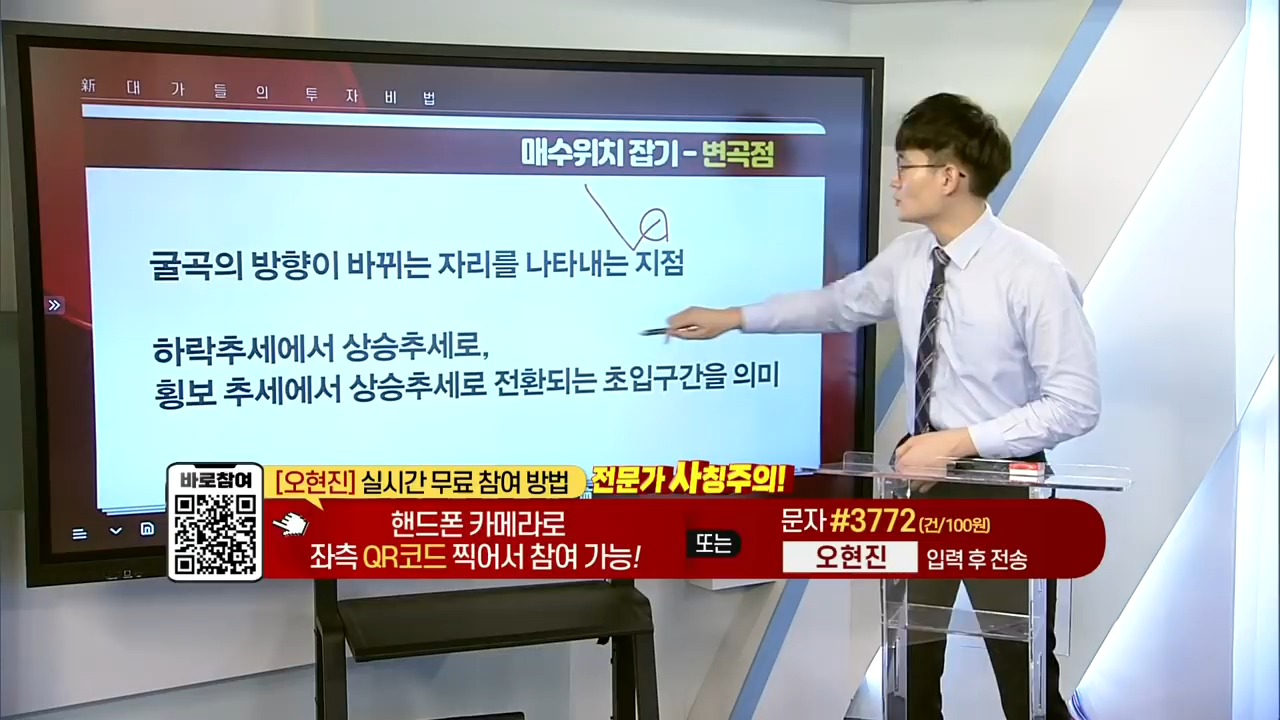 新 대 가 들 의 투 자 비 법
매수위치 잡기 - 변곡점
굴곡의 방향이 바뀌는 자리를 나타내는 지점
하락추세에서 상승추세로,
횡보 추세에서 상승추세로 전환되는 초입구간을 의미
바로참여
[오현진] 실시간 무료 참여 방법
전문가 사칭주의!
핸드폰 카메라로
좌측 QR코드 찍어서 참여 가능!
또는
문자 #3772 (건/100원)
오현진 입력 후 전송